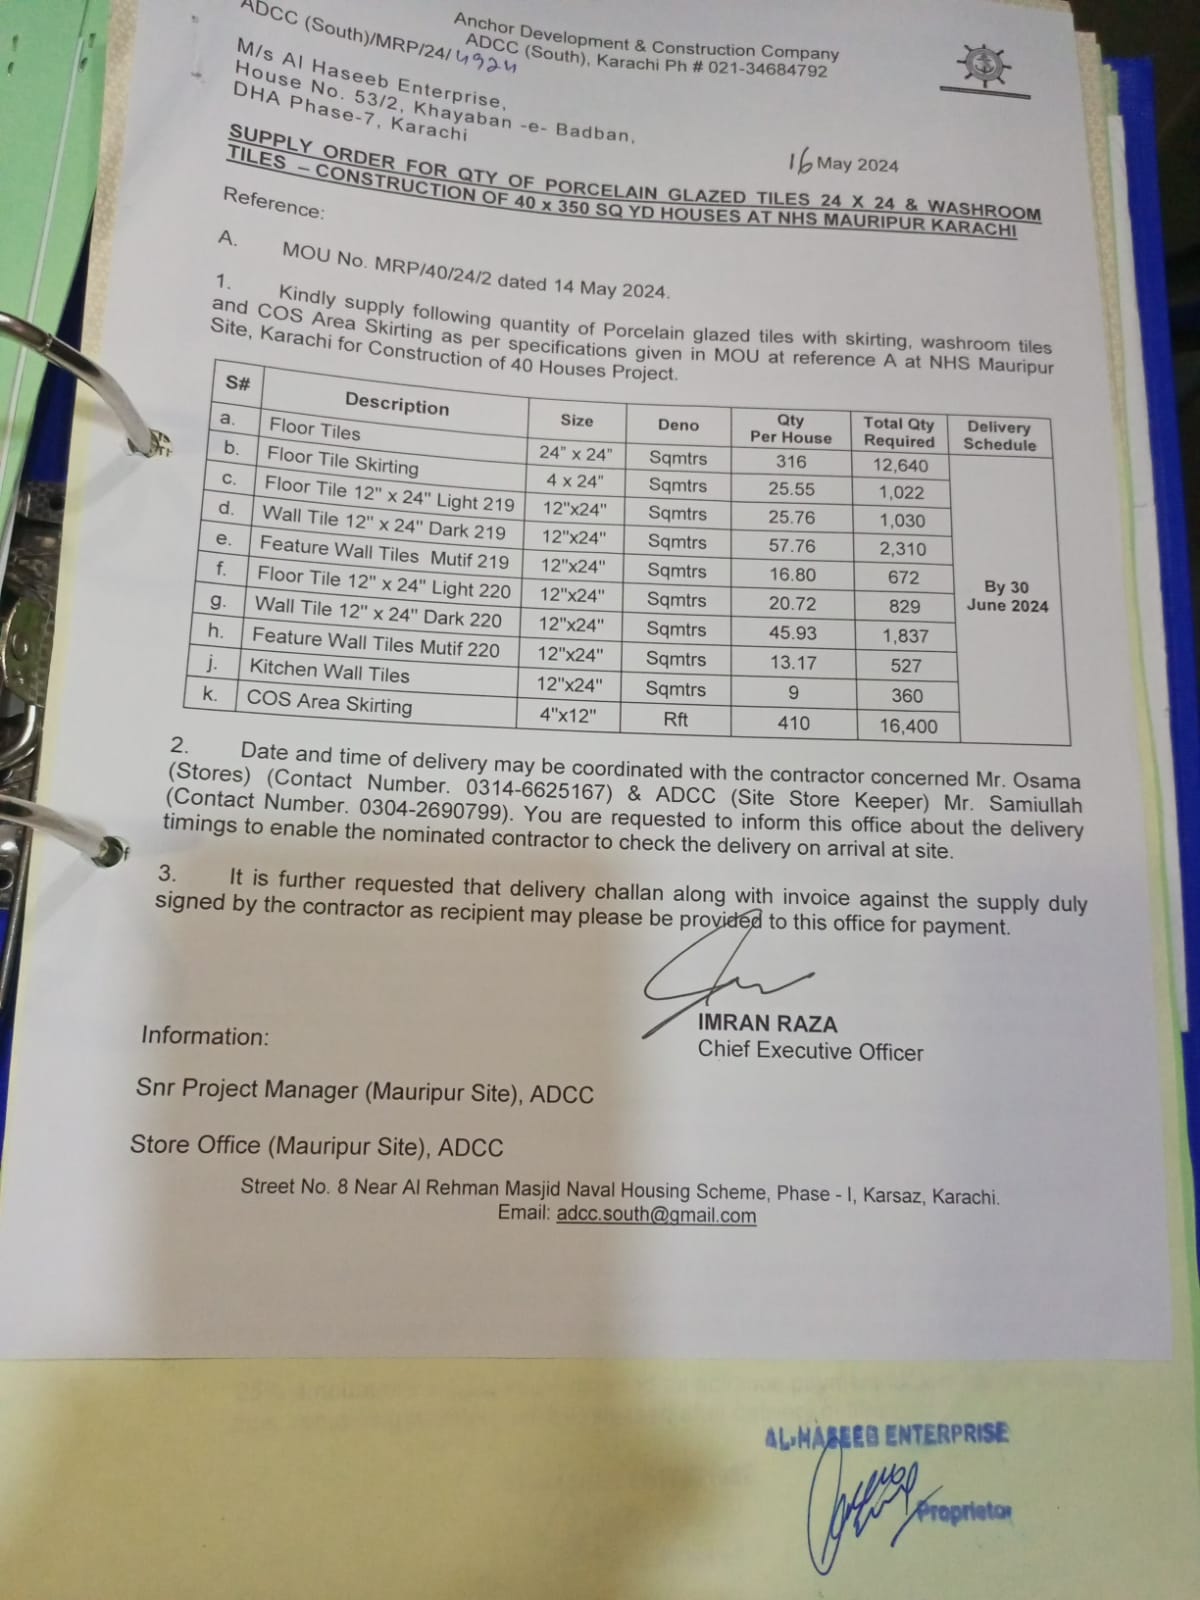 Anchor Development & Construction Company
ADCC (South), Karachi Ph # 021-34684792
ADCC (South)/MRP/24/4924
M/s Al Haseeb Enterprise,
House No. 53/2, Khayaban -e- Badban,
DHA Phase-7, Karachi
16 May 2024
SUPPLY ORDER FOR QTY OF PORCELAIN GLAZED TILES 24 X 24 & WASHROOM
TILES – CONSTRUCTION OF 40 x 350 SQ YD HOUSES AT NHS MAURIPUR KARACHI
Reference:
A. MOU No. MRP/40/24/2 dated 14 May 2024.
1. Kindly supply following quantity of Porcelain glazed tiles with skirting, washroom tiles
and COS Area Skirting as per specifications given in MOU at reference A at NHS Mauripur
Site, Karachi for Construction of 40 Houses Project.
S# Description Size Deno Qty Per House Total Qty Required Delivery Schedule
a. Floor Tiles 24" x 24" Sqmtrs 316 12,640
b. Floor Tile Skirting 4 x 24" Sqmtrs 25.55 1,022
c. Floor Tile 12" x 24" Light 219 12"x24" Sqmtrs 25.76 1,030
d. Wall Tile 12" x 24" Dark 219 12"x24" Sqmtrs 57.76 2,310
e. Feature Wall Tiles Mutif 219 12"x24" Sqmtrs 16.80 672
f. Floor Tile 12" x 24" Light 220 12"x24" Sqmtrs 20.72 829
g. Wall Tile 12" x 24" Dark 220 12"x24" Sqmtrs 45.93 1,837
h. Feature Wall Tiles Mutif 220 12"x24" Sqmtrs 13.17 527
j. Kitchen Wall Tiles 12"x24" Sqmtrs 9 360
k. COS Area Skirting 4"x12" Rft 410 16,400
By 30
June 2024
2. Date and time of delivery may be coordinated with the contractor concerned Mr. Osama
(Stores) (Contact Number. 0314-6625167) & ADCC (Site Store Keeper) Mr. Samiullah
(Contact Number. 0304-2690799). You are requested to inform this office about the delivery
timings to enable the nominated contractor to check the delivery on arrival at site.
3. It is further requested that delivery challan along with invoice against the supply duly
signed by the contractor as recipient may please be provided to this office for payment.
IMRAN RAZA
Chief Executive Officer
Information:
Snr Project Manager (Mauripur Site), ADCC
Store Office (Mauripur Site), ADCC
Street No. 8 Near Al Rehman Masjid Naval Housing Scheme, Phase - I, Karsaz, Karachi.
Email: adcc.south@gmail.com
AL-HASEEB ENTERPRISE
Proprietor